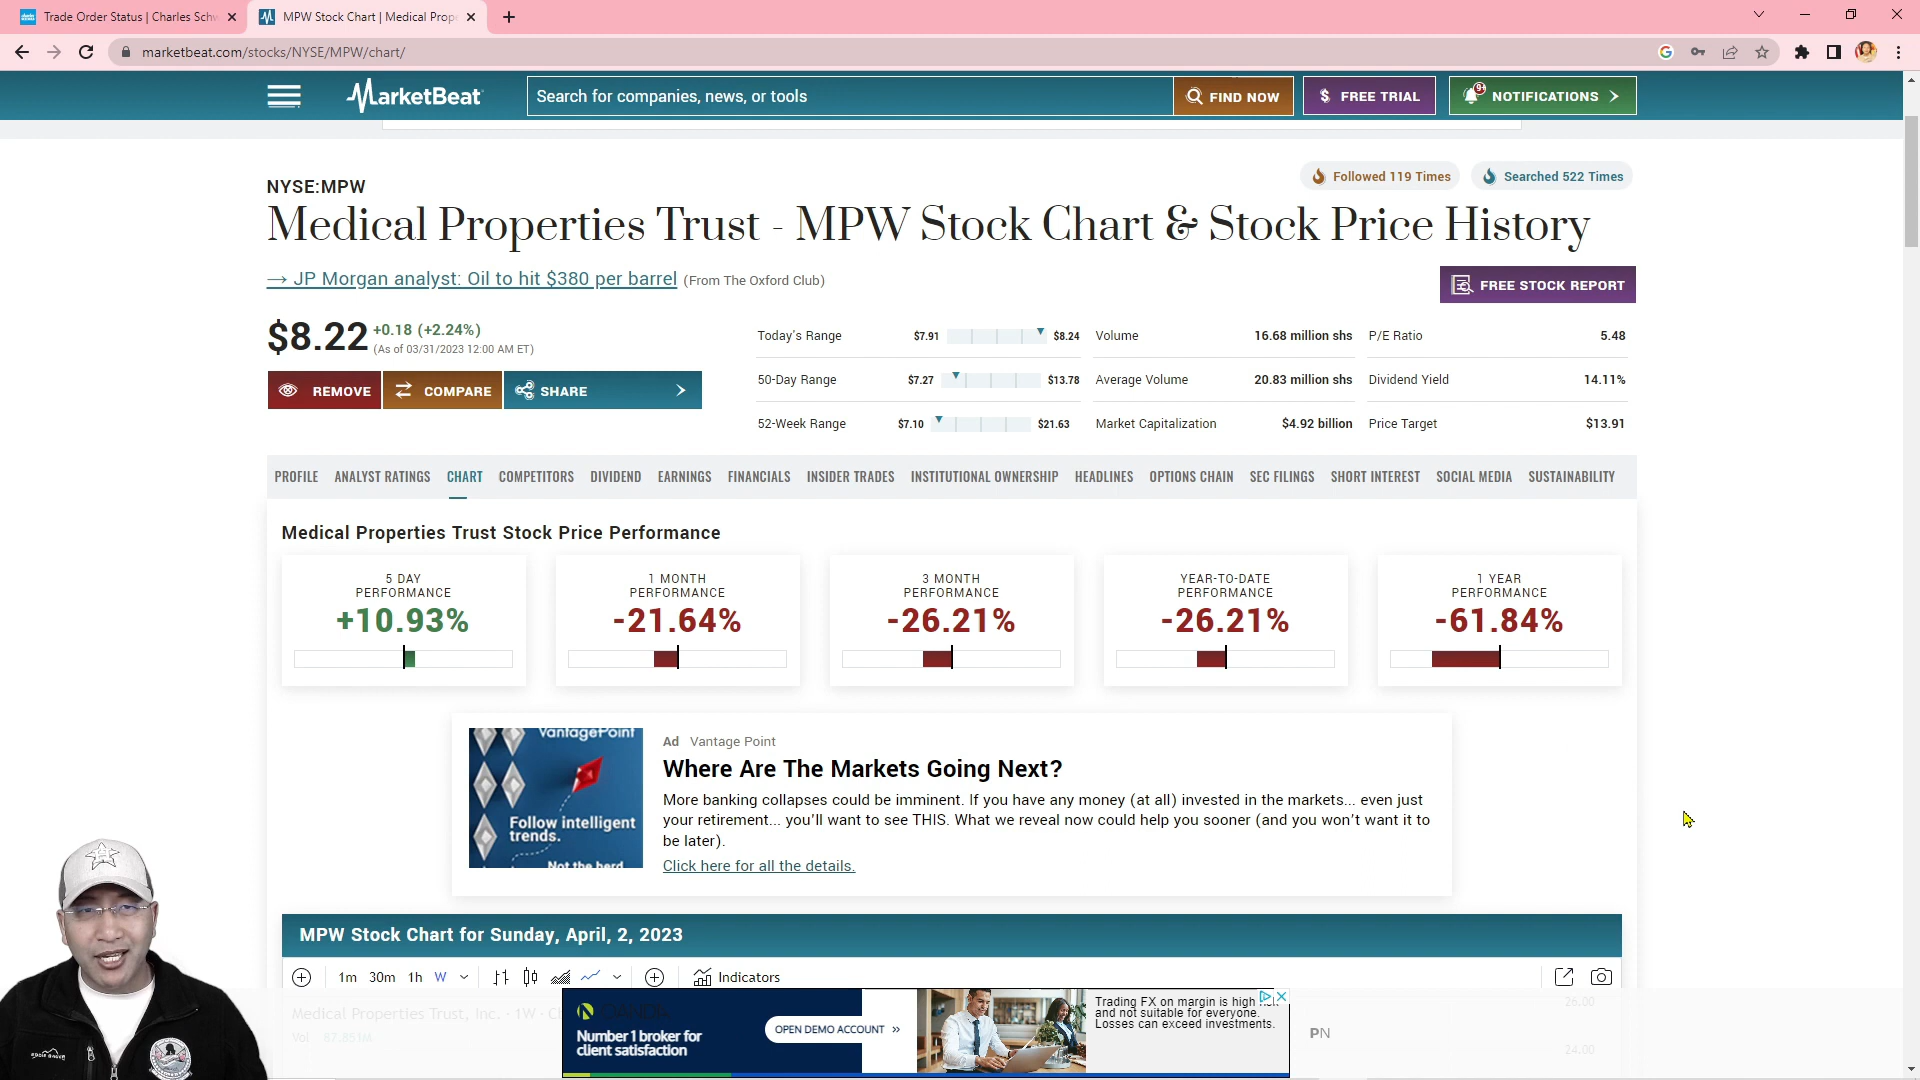 Trade Order Status | Charles Schw
MPW Stock Chart | Medical Prope
marketbeat.com/stocks/NYSE/MPW/chart/
MarketBeat
Search for companies, news, or tools
FIND NOW
$ FREE TRIAL
9+
NOTIFICATIONS
NYSE:MPW
Followed 119 Times
Searched 522 Times
Medical Properties Trust - MPW Stock Chart & Stock Price History
→ JP Morgan analyst: Oil to hit $380 per barrel (From The Oxford Club)
FREE STOCK REPORT
$8.22 +0.18 (+2.24%)
(As of 03/31/2023 12:00 AM ET)
REMOVE
COMPARE
SHARE
Today's Range $7.91 $8.24
50-Day Range $7.27 $13.78
52-Week Range $7.10 $21.63
Volume 16.68 million shs
Average Volume 20.83 million shs
Market Capitalization $4.92 billion
P/E Ratio 5.48
Dividend Yield 14.11%
Price Target $13.91
PROFILE ANALYST RATINGS CHART COMPETITORS DIVIDEND EARNINGS FINANCIALS INSIDER TRADES INSTITUTIONAL OWNERSHIP HEADLINES OPTIONS CHAIN SEC FILINGS SHORT INTEREST SOCIAL MEDIA SUSTAINABILITY
Medical Properties Trust Stock Price Performance
5 DAY
PERFORMANCE
+10.93%
1 MONTH
PERFORMANCE
-21.64%
3 MONTH
PERFORMANCE
-26.21%
YEAR-TO-DATE
PERFORMANCE
-26.21%
1 YEAR
PERFORMANCE
-61.84%
VantagePoint
Follow intelligent
trends.
Not the herd
Ad Vantage Point
Where Are The Markets Going Next?
More banking collapses could be imminent. If you have any money (at all) invested in the markets... even just
your retirement... you'll want to see THIS. What we reveal now could help you sooner (and you won't want it to
be later).
Click here for all the details.
MPW Stock Chart for Sunday, April, 2, 2023
1m 30m 1h W
Indicators
Medical Properties Trust, Inc. · 1W
Vol 87.851M
26.00
24.00
OANDA
Number 1 broker for
client satisfaction
OPEN DEMO ACCOUNT »
Trading FX on margin is high
and not suitable for everyone.
Losses can exceed investments.
PN